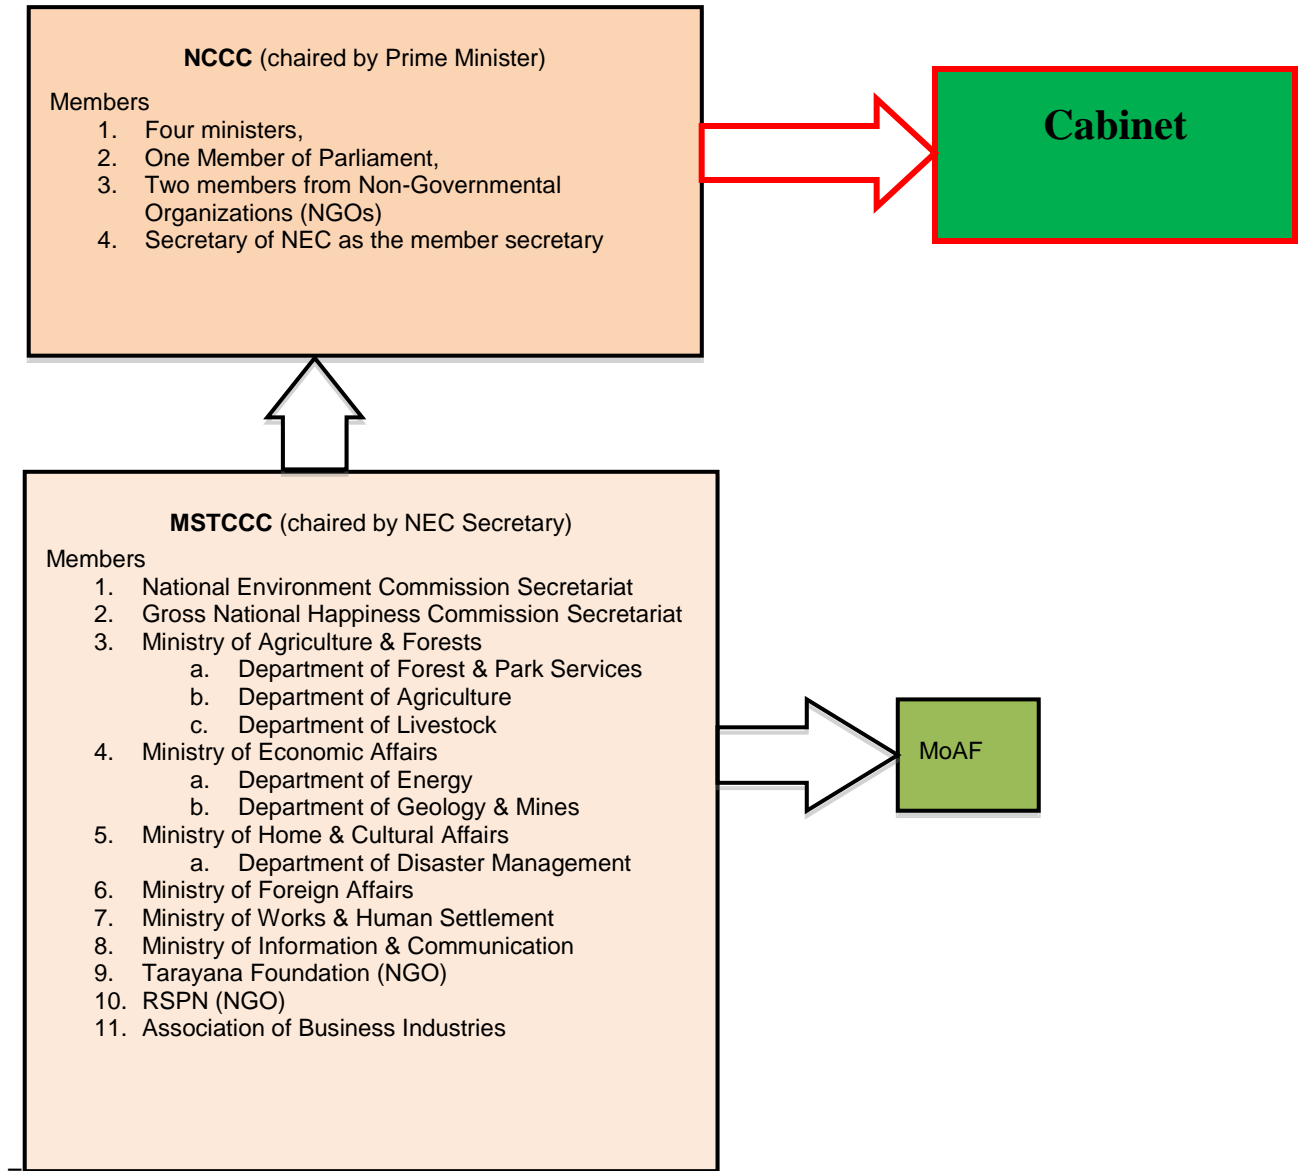 NCCC (chaired by Prime Minister)
Members
1. Four ministers,
2. One Member of Parliament,
3. Two members from Non-Governmental
Organizations (NGOs)
4. Secretary of NEC as the member secretary
Cabinet
MSTCCC (chaired by NEC Secretary)
Members
1. National Environment Commission Secretariat
2. Gross National Happiness Commission Secretariat
3. Ministry of Agriculture & Forests
a. Department of Forest & Park Services
b. Department of Agriculture
c. Department of Livestock
4. Ministry of Economic Affairs
a. Department of Energy
b. Department of Geology & Mines
5. Ministry of Home & Cultural Affairs
a. Department of Disaster Management
6. Ministry of Foreign Affairs
7. Ministry of Works & Human Settlement
8. Ministry of Information & Communication
9. Tarayana Foundation (NGO)
10. RSPN (NGO)
11. Association of Business Industries
MoAF